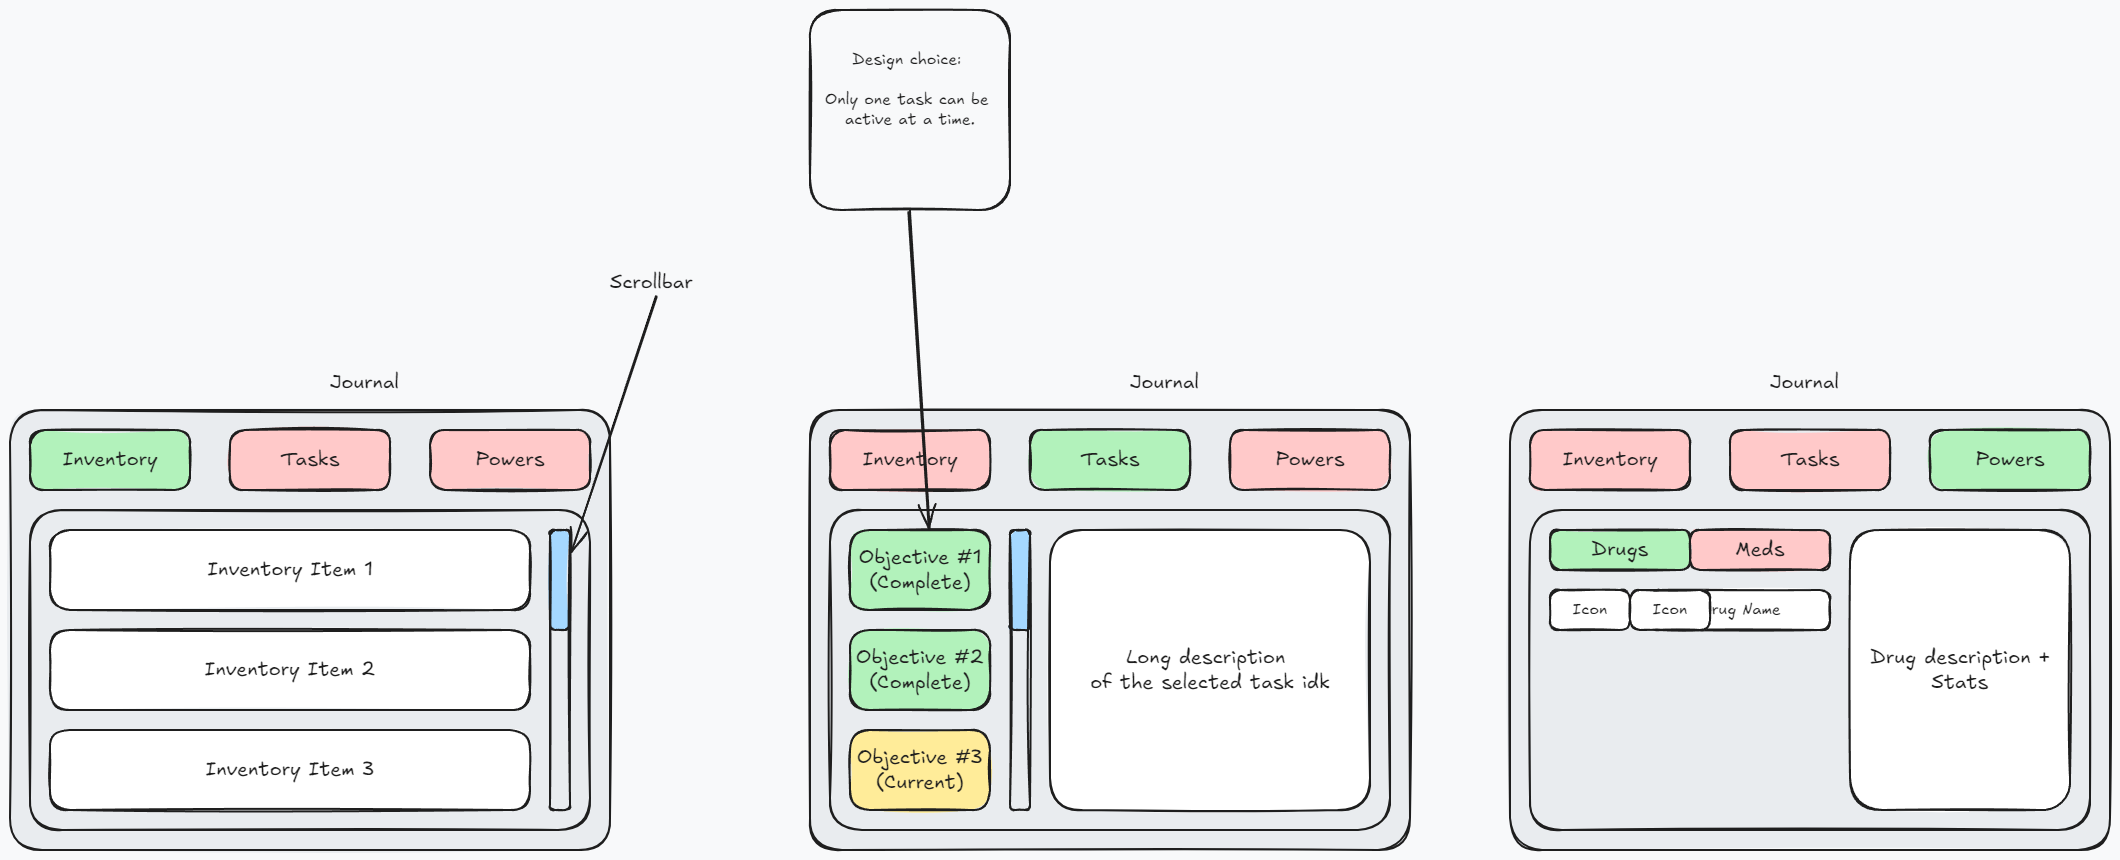 Design choice:
Only one task can be
active at a time.
Scrollbar
Journal
Inventory
Tasks
Powers
Inventory Item 1
Inventory Item 2
Inventory Item 3
Journal
Inventory
Tasks
Powers
Objective #1
(Complete)
Objective #2
(Complete)
Objective #3
(Current)
Long description
of the selected task idk
Journal
Inventory
Tasks
Powers
Drugs
Meds
Icon
Icon
rug Name
Drug description +
Stats